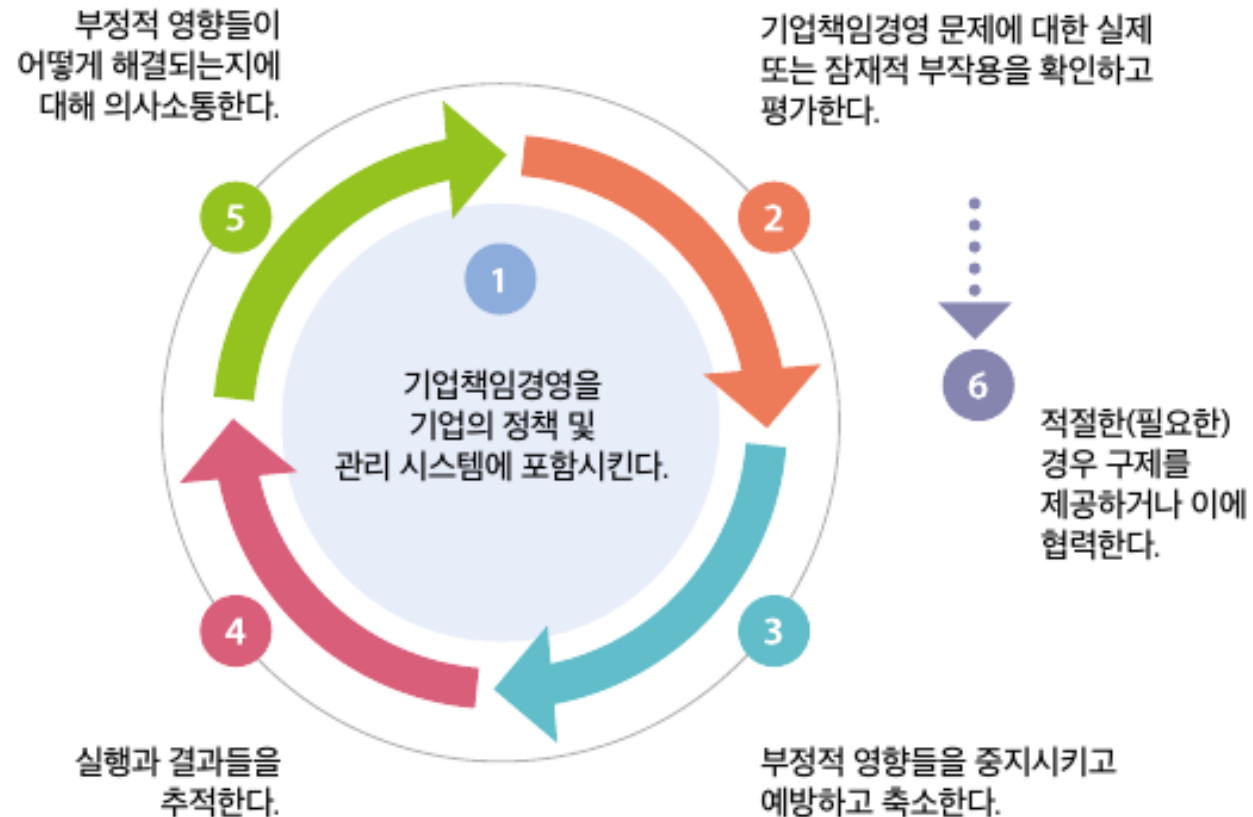 부정적 영향들이
어떻게 해결되는지에
대해 의사소통한다.
기업책임경영 문제에 대한 실제
또는 잠재적 부작용을 확인하고
평가한다.
5
2
1
기업책임경영을
기업의 정책 및
관리 시스템에 포함시킨다.
6
적절한(필요한)
경우 구제를
제공하거나 이에
협력한다.
4
3
실행과 결과들을
추적한다.
부정적 영향들을 중지시키고
예방하고 축소한다.